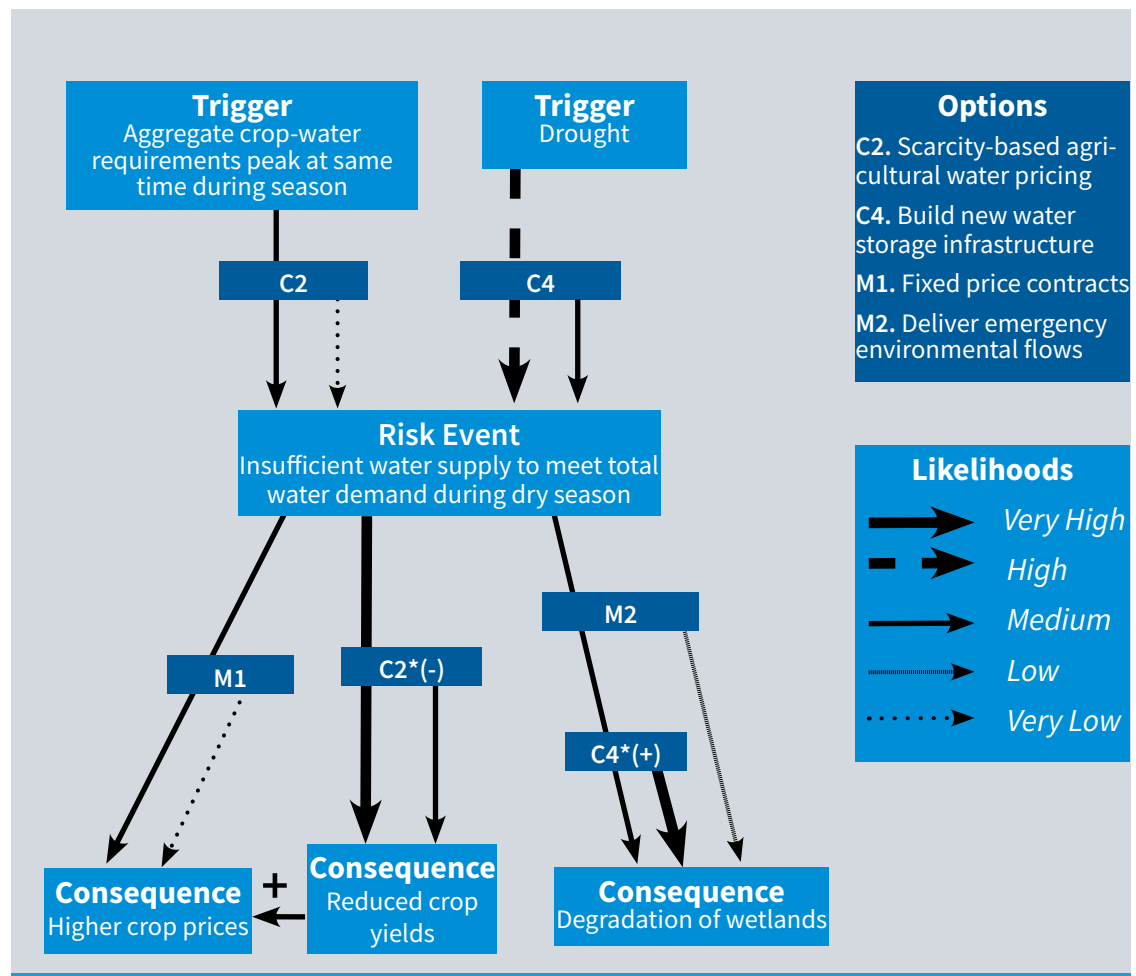 Trigger
Aggregate crop-water
requirements peak at same
time during season
Trigger
Drought
Options
C2. Scarcity-based agri-
cultural water pricing
C4. Build new water
storage infrastructure
M1. Fixed price contracts
M2. Deliver emergency
environmental flows
C2
C4
Risk Event
Insufficient water supply to meet total
water demand during dry season
Likelihoods
Very High
High
Medium
Low
Very Low
M2
C2*(-)
M1
C4*(+)
Consequence
Higher crop prices
+
Consequence
Reduced crop
yields
Consequence
Degradation of wetlands